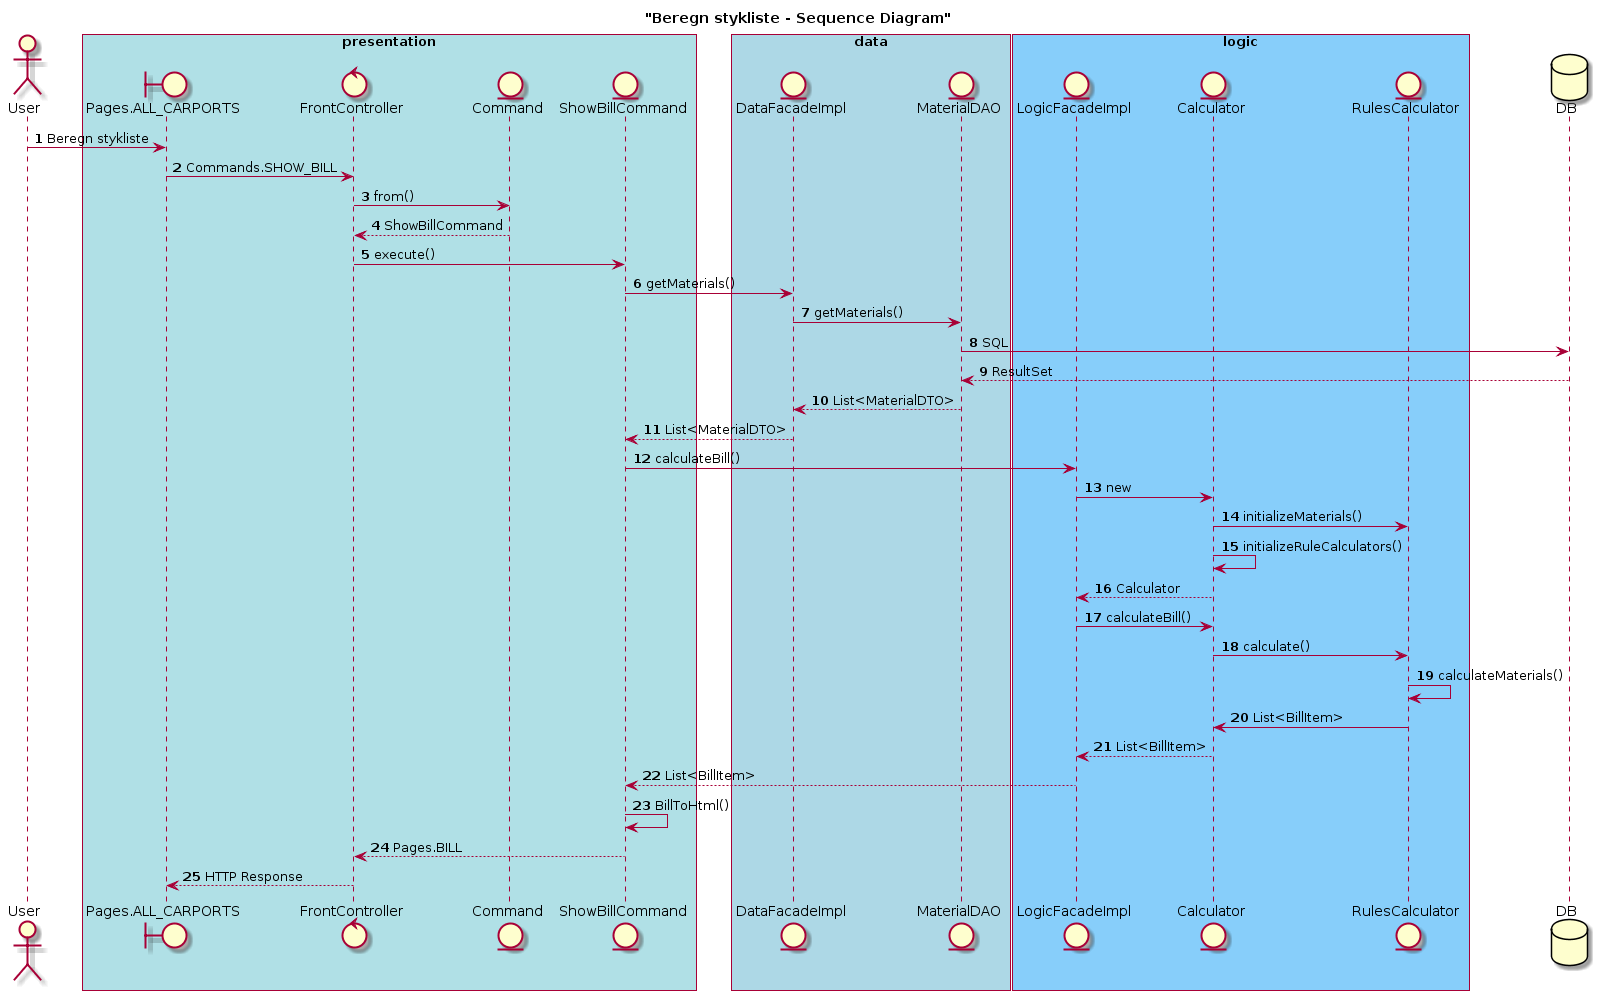 "Beregn stykliste - Sequence Diagram"
presentation
data
logic
User
Pages.ALL_CARPORTS
FrontController
Command
ShowBillCommand
DataFacadeImpl
MaterialDAO
LogicFacadeImpl
Calculator
RulesCalculator
DB
1 Beregn stykliste
2 Commands.SHOW_BILL
3 from()
4 ShowBillCommand
5 execute()
6 getMaterials()
7 getMaterials()
8 SQL
9 ResultSet
10 List<MaterialDTO>
11 List<MaterialDTO>
12 calculateBill()
13 new
14 initializeMaterials()
15 initializeRuleCalculators()
16 Calculator
17 calculateBill()
18 calculate()
19 calculateMaterials()
20 List<BillItem>
21 List<BillItem>
22 List<BillItem>
23 BillToHtml()
24 Pages.BILL
25 HTTP Response
User
Pages.ALL_CARPORTS
FrontController
Command
ShowBillCommand
DataFacadeImpl
MaterialDAO
LogicFacadeImpl
Calculator
RulesCalculator
DB